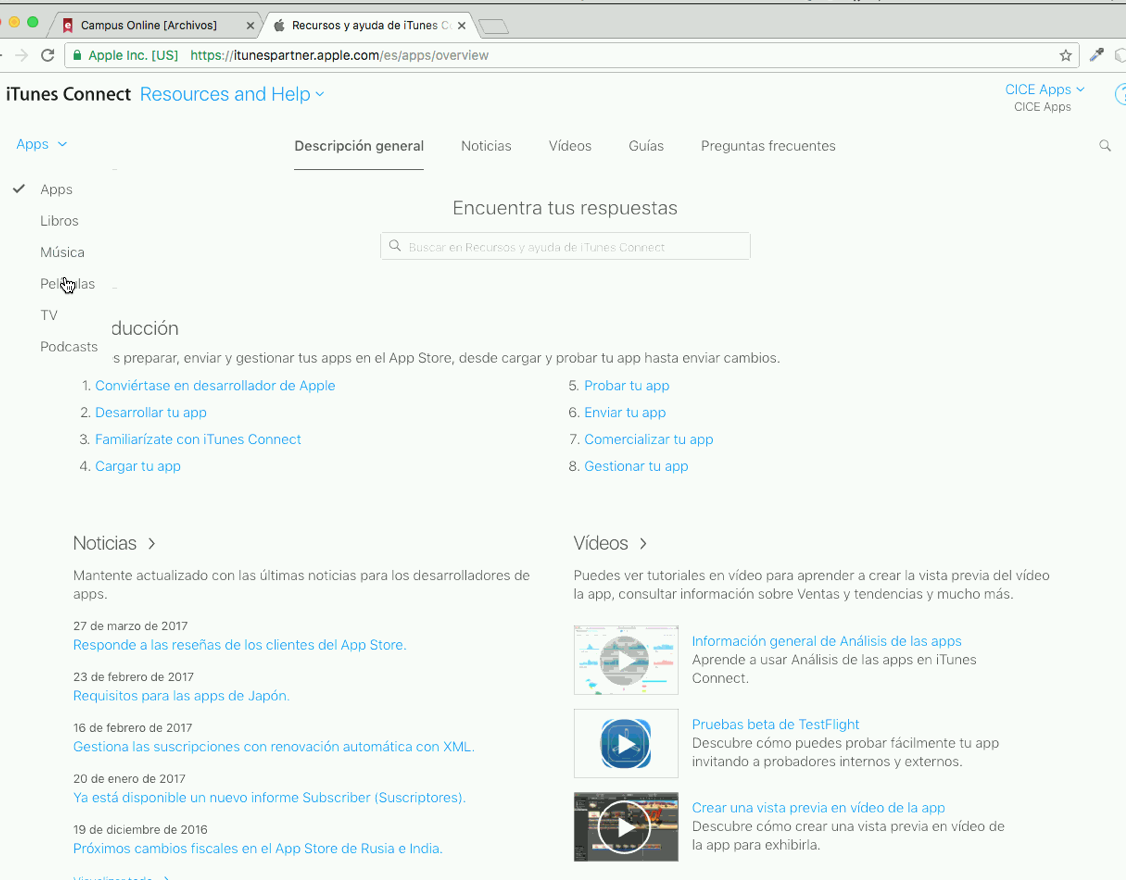 Campus Online [Archivos]
Recursos y ayuda de iTunes C
Apple Inc. [US] https://itunespartner.apple.com/es/apps/overview
iTunes Connect Resources and Help
CICE Apps
CICE Apps
Apps
Descripción general Noticias Vídeos Guías Preguntas frecuentes
Apps
Libros
Música
TV
Podcasts
Encuentra tus respuestas
Buscar en Recursos y ayuda de iTunes Connect
ducción
s preparar, enviar y gestionar tus apps en el App Store, desde cargar y probar tu app hasta enviar cambios.
1. Conviértase en desarrollador de Apple
2. Desarrollar tu app
3. Familiarízate con iTunes Connect
4. Cargar tu app
5. Probar tu app
6. Enviar tu app
7. Comercializar tu app
8. Gestionar tu app
Noticias
Mantente actualizado con las últimas noticias para los desarrolladores de
apps.
27 de marzo de 2017
Responde a las reseñas de los clientes del App Store.
23 de febrero de 2017
Requisitos para las apps de Japón.
16 de febrero de 2017
Gestiona las suscripciones con renovación automática con XML.
20 de enero de 2017
Ya está disponible un nuevo informe Subscriber (Suscriptores).
19 de diciembre de 2016
Próximos cambios fiscales en el App Store de Rusia e India.
Vídeos
Puedes ver tutoriales en vídeo para aprender a crear la vista previa del vídeo
la app, consultar información sobre Ventas y tendencias y mucho más.
Información general de Análisis de las apps
Aprende a usar Análisis de las apps en iTunes
Connect.
Pruebas beta de TestFlight
Descubre cómo puedes probar fácilmente tu app
invitando a probadores internos y externos.
Crear una vista previa en vídeo de la app
Descubre cómo crear una vista previa en vídeo de
la app para exhibirla.